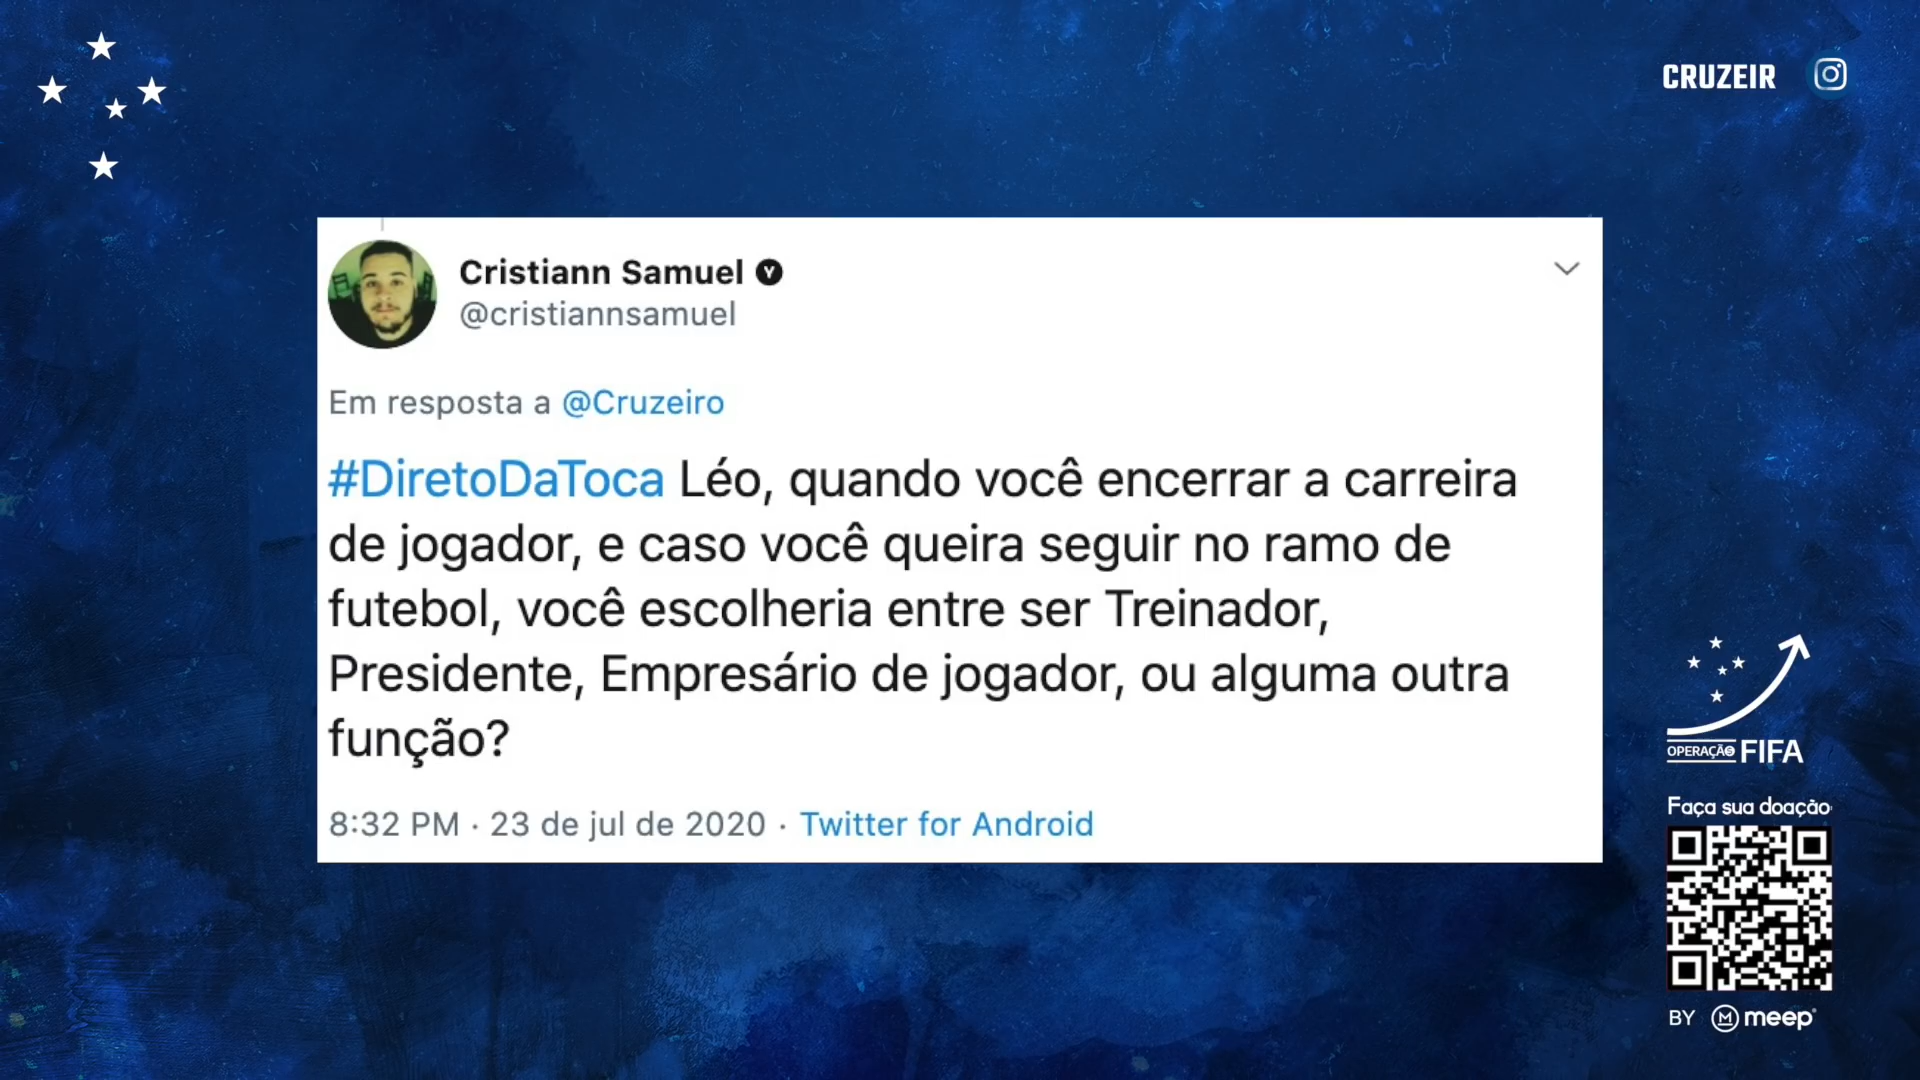 CRUZEIR
Cristiann Samuel
@cristiannsamuel
Em resposta a @Cruzeiro
#DiretoDaToca Léo, quando você encerrar a carreira
de jogador, e caso você queira seguir no ramo de
futebol, você escolheria entre ser Treinador,
Presidente, Empresário de jogador, ou alguma outra
função?
8:32 PM · 23 de jul de 2020 · Twitter for Android
OPERAÇÃO FIFA
Faça sua doação
BY meep